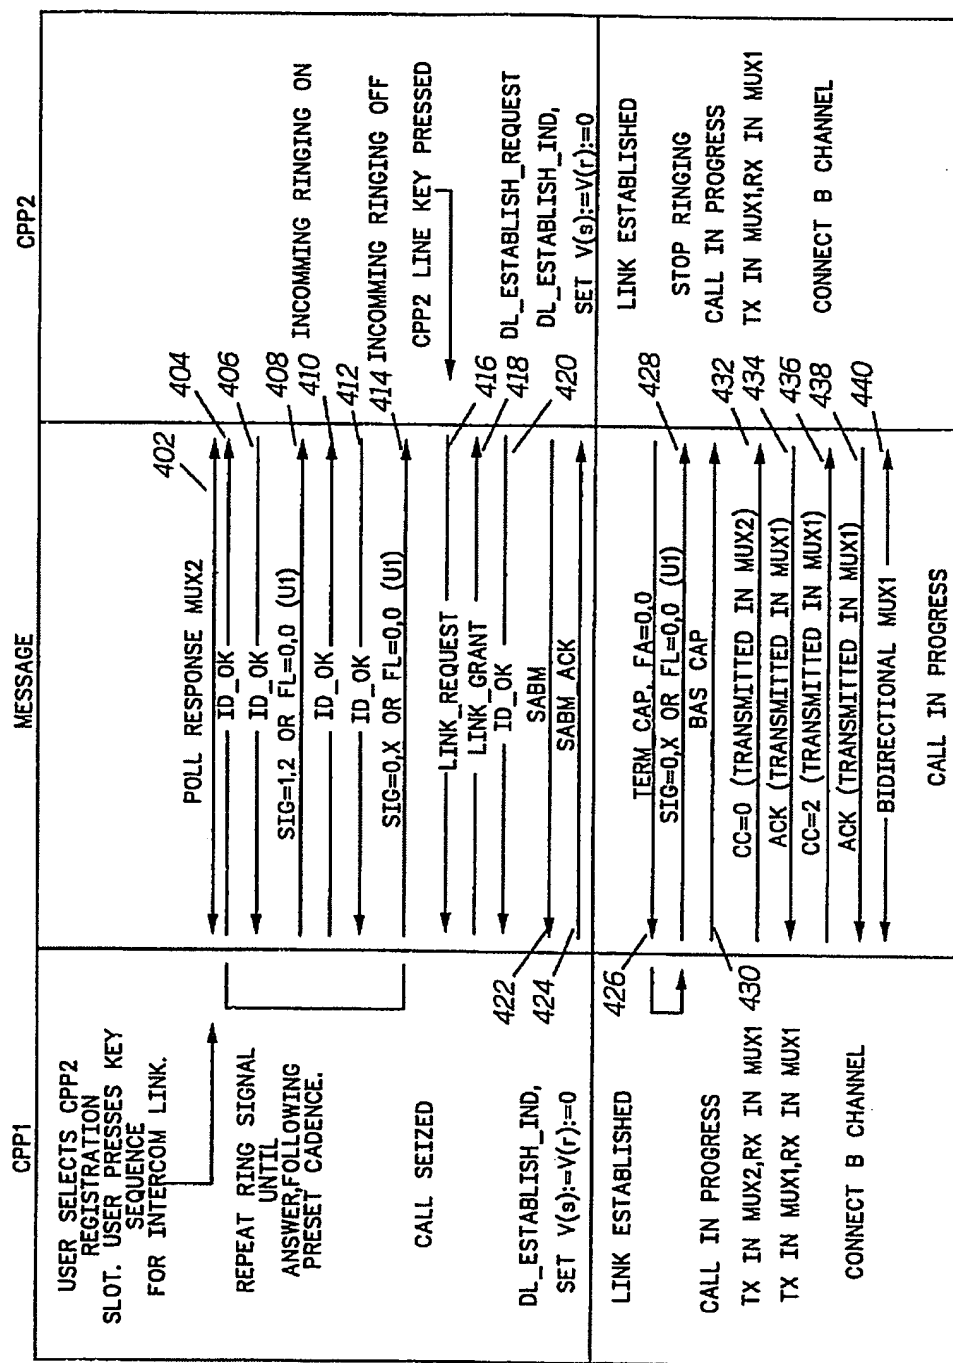 CPP1
MESSAGE
CPP2
USER SELECTS CPP2
REGISTRATION
SLOT. USER PRESSES KEY
SEQUENCE
FOR INTERCOM LINK.
REPEAT RING SIGNAL
UNTIL
ANSWER,FOLLOWING
PRESET CADENCE.
CALL SEIZED
DL_ESTABLISH_IND,
SET V(s):=V(r):=0
POLL RESPONSE MUX2
402
ID_OK
404
ID_OK
406
SIG=1,2 OR FL=0,0 (U1)
408
ID_OK
410
ID_OK
412
SIG=0,X OR FL=0,0 (U1)
414
LINK_REQUEST
416
LINK_GRANT
418
ID_OK
420
SABM
422
SABM_ACK
424
INCOMMING RINGING ON
INCOMMING RINGING OFF
CPP2 LINE KEY PRESSED
DL_ESTABLISH_REQUEST
DL_ESTABLISH_IND,
SET V(s):=V(r):=0
LINK ESTABLISHED
CALL IN PROGRESS
TX IN MUX2,RX IN MUX1
TX IN MUX1,RX IN MUX1
CONNECT B CHANNEL
426
TERM CAP, FA=0,0
SIG=0,X OR FL=0,0 (U1)
428
BAS CAP
430
CC=0 (TRANSMITTED IN MUX2)
432
ACK (TRANSMITTED IN MUX1)
434
CC=2 (TRANSMITTED IN MUX1)
436
ACK (TRANSMITTED IN MUX1)
438
BIDIRECTIONAL MUX1
440
CALL IN PROGRESS
LINK ESTABLISHED
STOP RINGING
CALL IN PROGRESS
TX IN MUX1,RX IN MUX1
CONNECT B CHANNEL